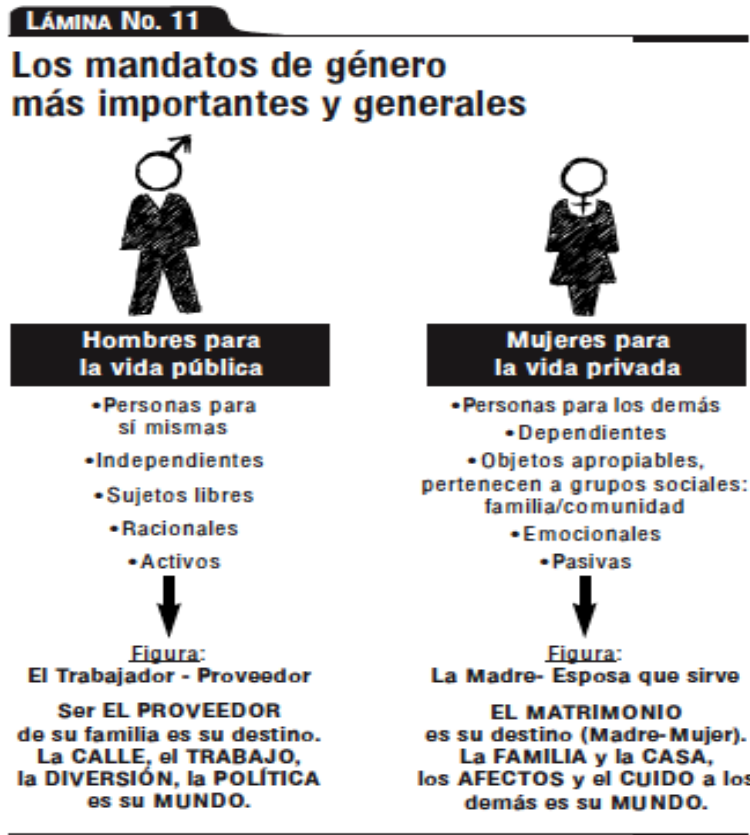 LÁMINA No. 11
Los mandatos de género
más importantes y generales
Hombres para
la vida pública
•Personas para
sí mismas
•Independientes
•Sujetos libres
•Racionales
•Activos
Figura:
El Trabajador - Proveedor
Ser EL PROVEEDOR
de su familia es su destino.
La CALLE, el TRABAJO,
la DIVERSIÓN, la POLÍTICA
es su MUNDO.
Mujeres para
la vida privada
•Personas para los demás
•Dependientes
•Objetos apropiables,
pertenecen a grupos sociales:
familia/comunidad
•Emocionales
•Pasivas
Figura:
La Madre- Esposa que sirve
EL MATRIMONIO
es su destino (Madre-Mujer).
La FAMILIA y la CASA,
los AFECTOS y el CUIDO a los
demás es su MUNDO.